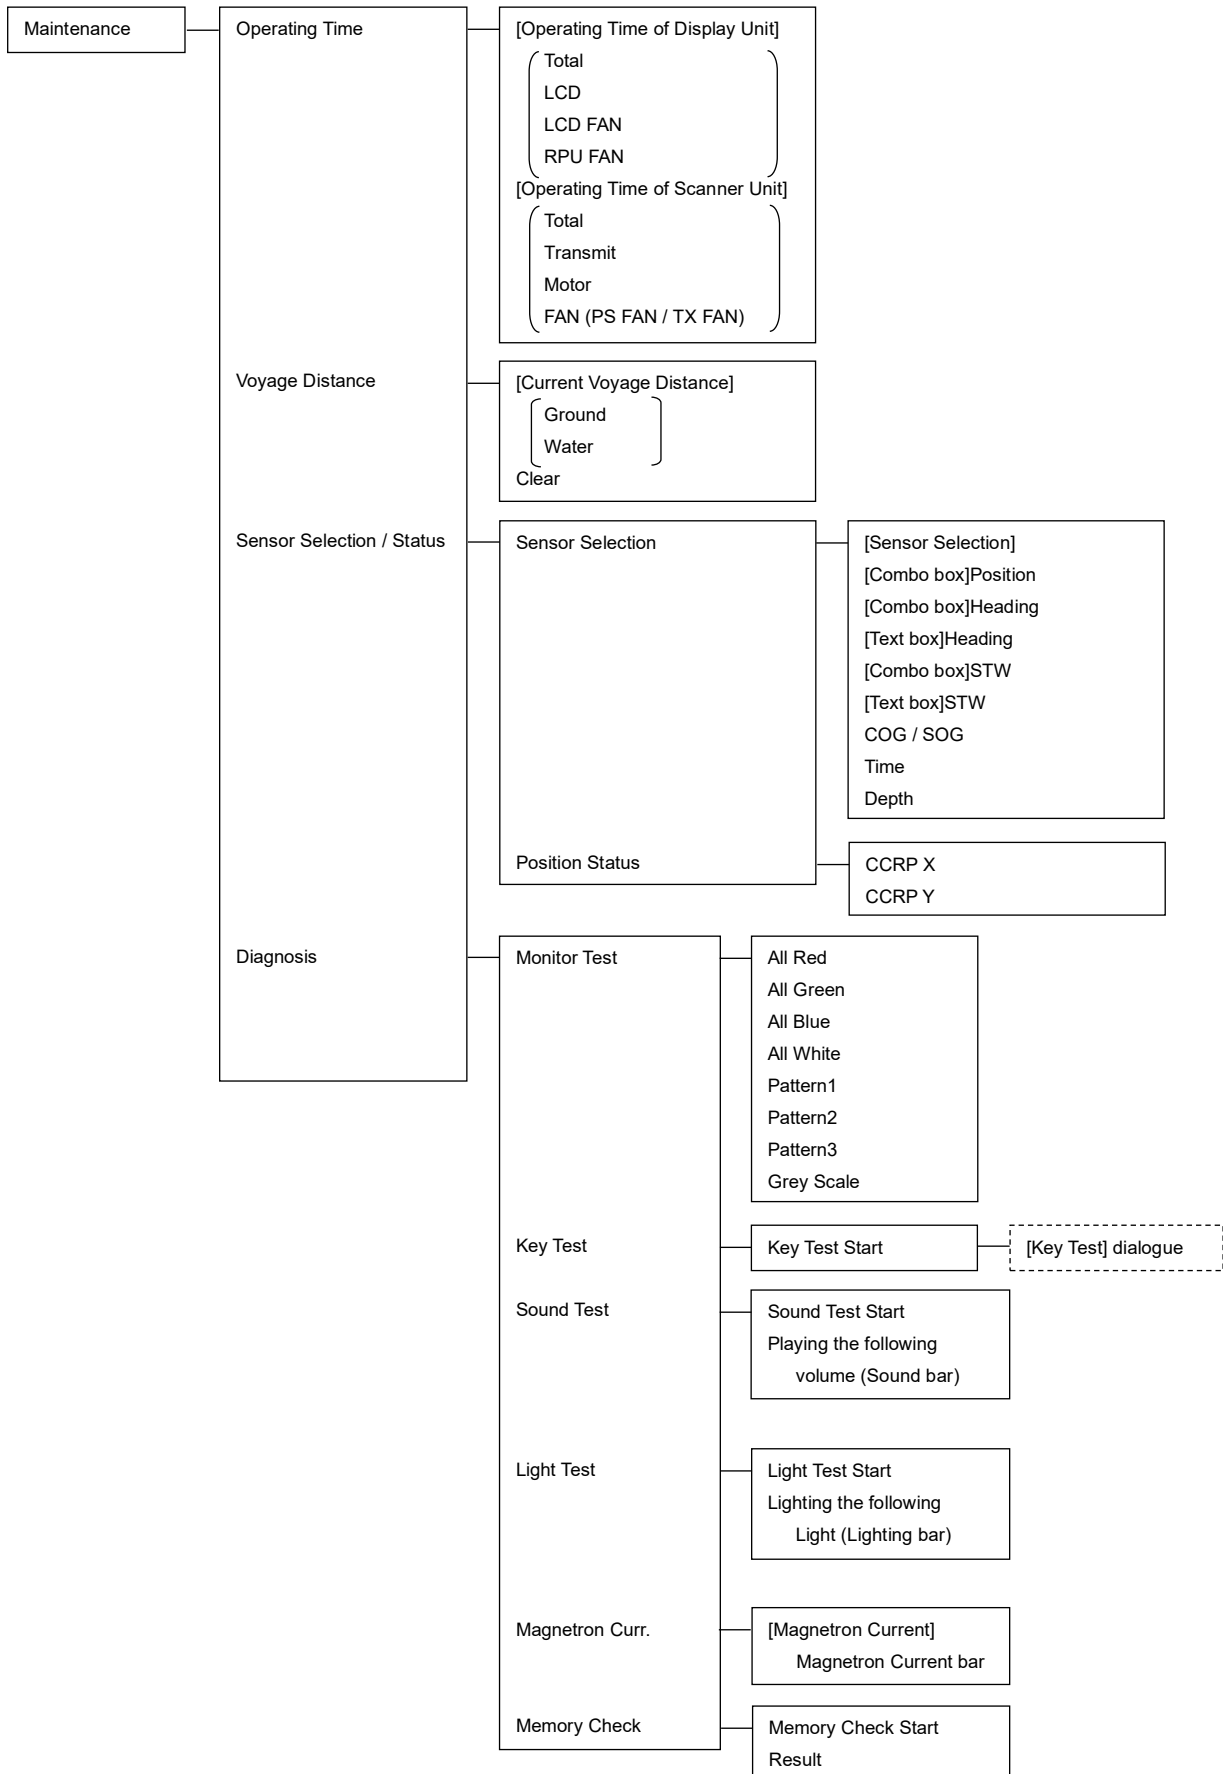 Maintenance
Operating Time
[Operating Time of Display Unit]
Total
LCD
LCD FAN
RPU FAN
[Operating Time of Scanner Unit]
Total
Transmit
Motor
FAN (PS FAN / TX FAN)
Voyage Distance
[Current Voyage Distance]
Ground
Water
Clear
Sensor Selection / Status
Sensor Selection
[Sensor Selection]
[Combo box]Position
[Combo box]Heading
[Text box]Heading
[Combo box]STW
[Text box]STW
COG / SOG
Time
Depth
Position Status
CCRP X
CCRP Y
Diagnosis
Monitor Test
All Red
All Green
All Blue
All White
Pattern1
Pattern2
Pattern3
Grey Scale
Key Test
Key Test Start
[Key Test] dialogue
Sound Test
Sound Test Start
Playing the following
volume (Sound bar)
Light Test
Light Test Start
Lighting the following
Light (Lighting bar)
Magnetron Curr.
[Magnetron Current]
Magnetron Current bar
Memory Check
Memory Check Start
Result